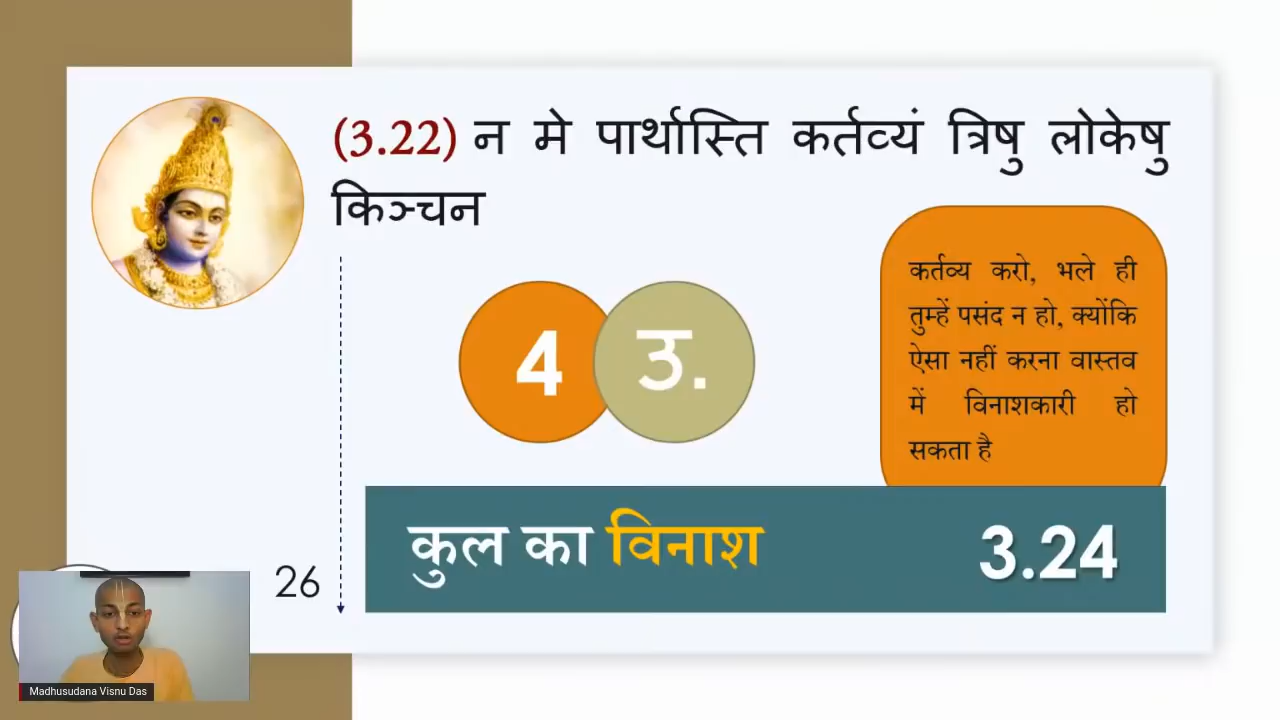 (3.22) न मे पार्थास्ति कर्तव्यं त्रिषु लोकेषु
किञ्चन
कर्तव्य करो, भले ही
तुम्हें पसंद न हो, क्योंकि
ऐसा नहीं करना वास्तव
में विनाशकारी हो
सकता है
4 उ.
कुल का विनाश 3.24
26
Madhusudana Visnu Das